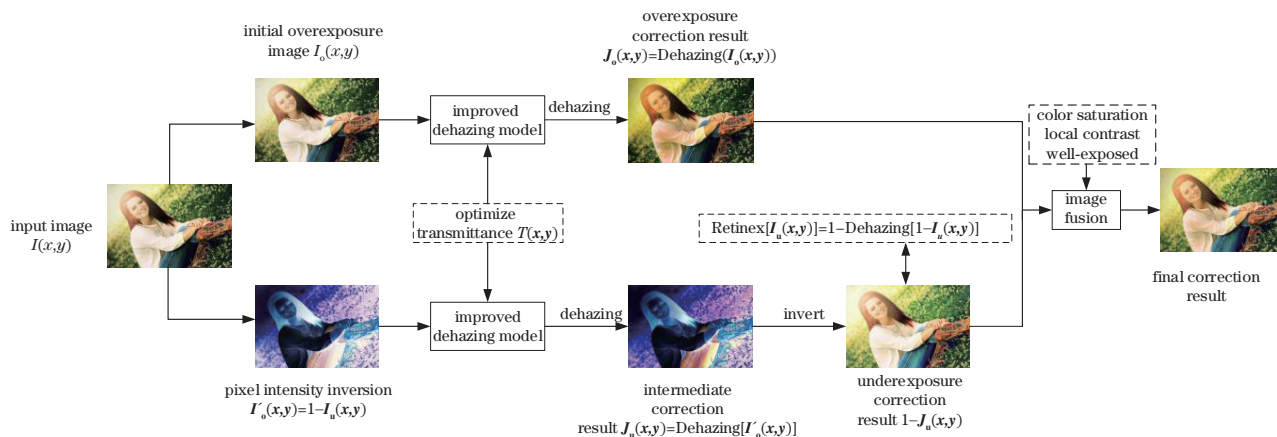 initial overexposure
image I_o(x,y)
overexposure
correction result
J_o(x,y)=Dehazing(I_o(x,y))
improved
dehazing model
dehazing
color saturation
local contrast
well-exposed
input image
I(x,y)
optimize
transmittance T(x,y)
Retinex[I_u(x,y)]=1−Dehazing[1−I_u(x,y)]
image
fusion
final correction
result
improved
dehazing model
dehazing
invert
pixel intensity inversion
I′_o(x,y)=1−I_u(x,y)
intermediate
correction
result J_u(x,y)=Dehazing[I′_o(x,y)]
underexposure
correction
result 1−J_u(x,y)